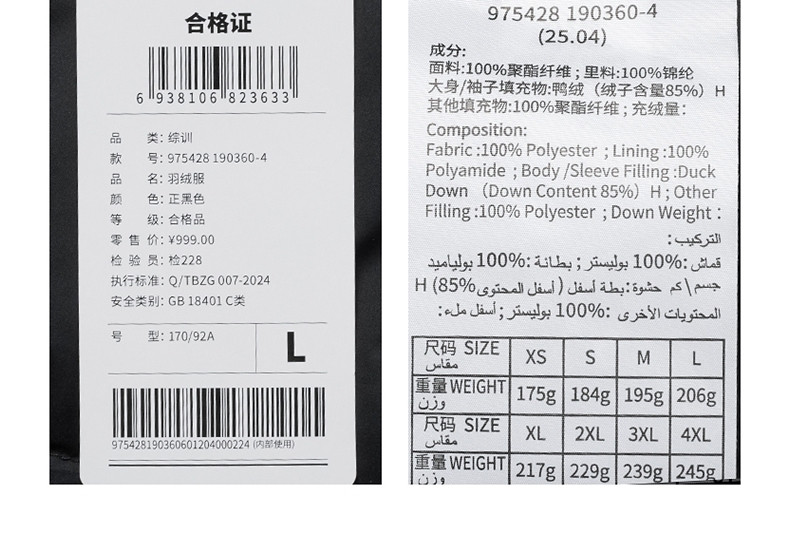 合格证
6 938106 823633
品 类: 综训
款 号: 975428 190360-4
品 名: 羽绒服
颜 色: 正黑色
等 级: 合格品
零 售 价: ¥999.00
检 验 员: 检228
执行标准: Q/TBZG 007-2024
安全类别: GB 18401 C类
号 型: 170/92A
L
975428190360601204000224 (内部使用)
975428 190360-4
(25.04)
成分:
面料:100%聚酯纤维 ; 里料:100%锦纶
大身/袖子填充物:鸭绒（绒子含量85%）H
其他填充物:100%聚酯纤维 ; 充绒量:
Composition:
Fabric :100% Polyester ; Lining :100%
Polyamide ; Body /Sleeve Filling :Duck
Down （Down Content 85%）H ; Other
Filling :100% Polyester ; Down Weight :
التركيب:
قماش:100% بوليستر ; بطانة :100% بولياميد
جسم\كم حشوة:بطة أسفل ( أسفل المحتوى85%) H
المحتويات الأخرى :100% بوليستر ; أسفل ملء:
尺码 SIZE XS S M L
مقاس
重量 WEIGHT 175g 184g 195g 206g
وزن
尺码 SIZE XL 2XL 3XL 4XL
مقاس
重量 WEIGHT 217g 229g 239g 245g
وزن